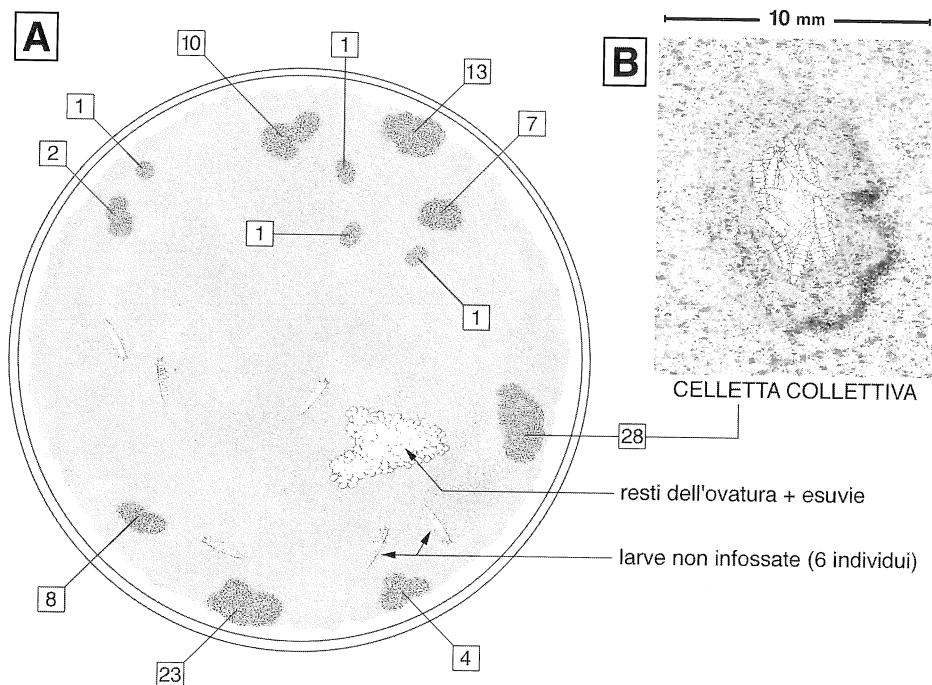 A
10
1
13
1
7
2
1
1
8
23
4
28
B
10 mm
CELLETTA COLLETTIVA
resti dell'ovatura + esuvie
larve non infossate (6 individui)